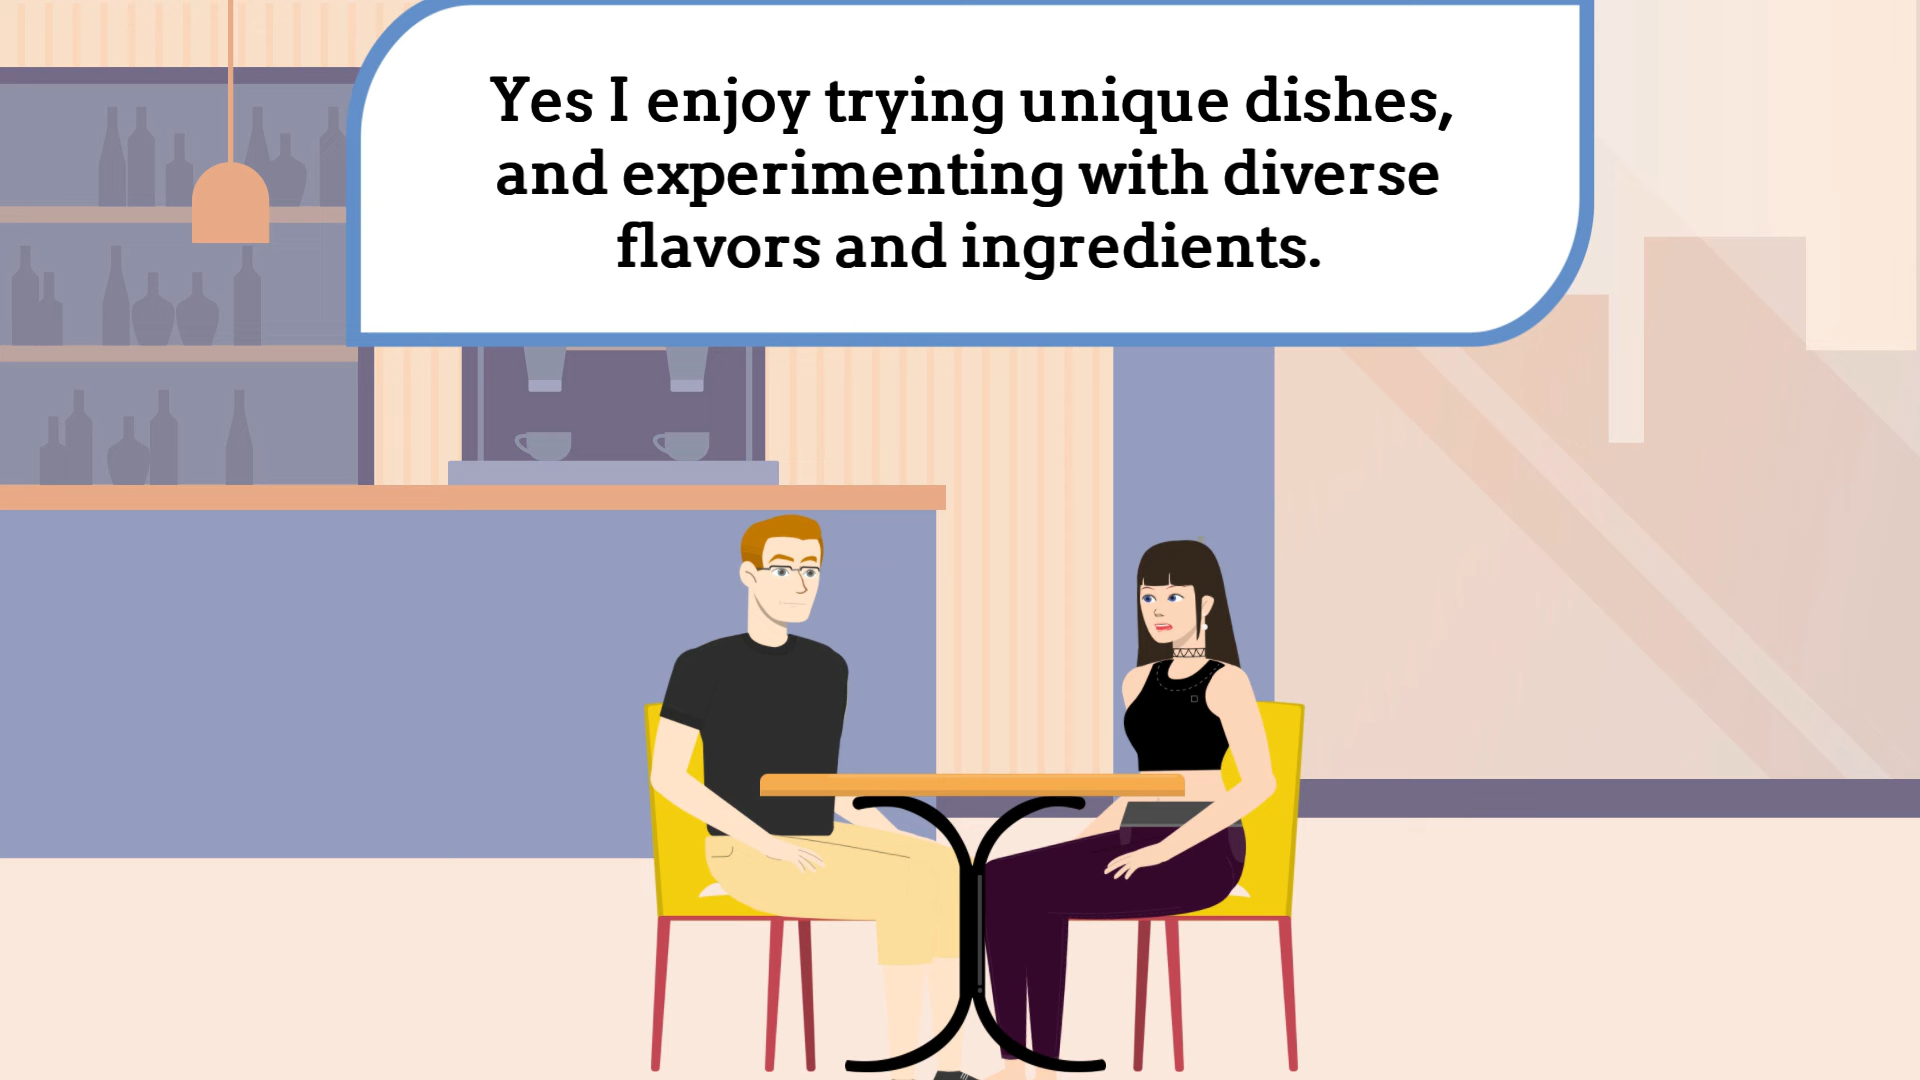 Yes I enjoy trying unique dishes,
and experimenting with diverse
flavors and ingredients.